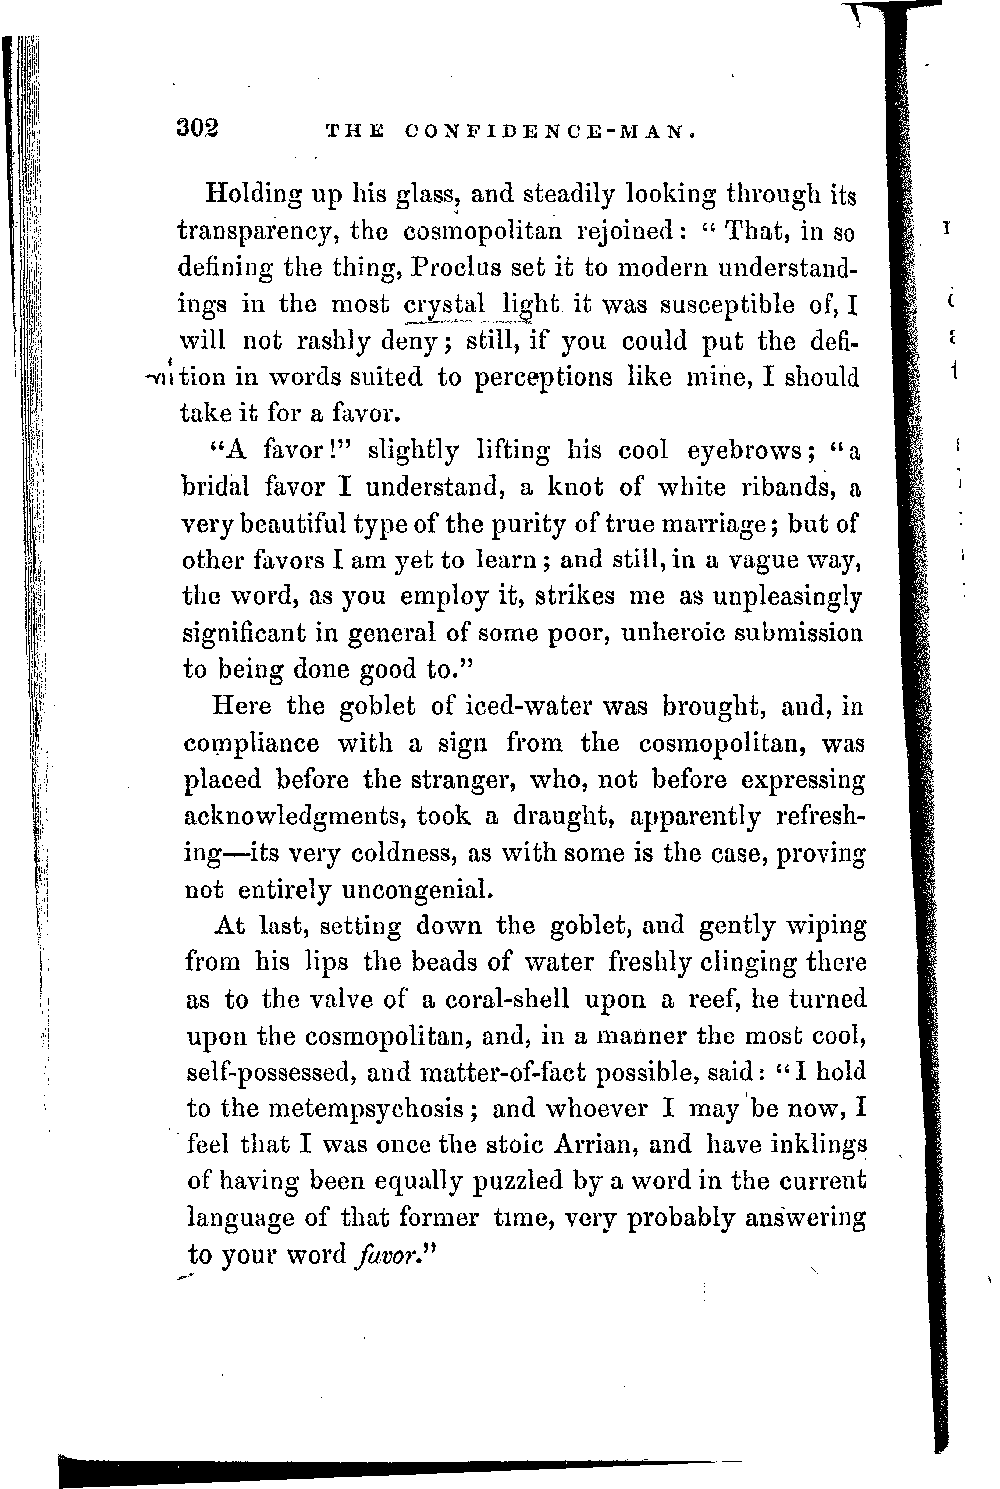 302 THE CONFIDENCE-MAN.
Holding up his glass, and steadily looking through its
transparency, the cosmopolitan rejoined: “ That, in so
defining the thing, Proclus set it to modern understand-
ings in the most crystal light it was susceptible of, I
will not rashly deny; still, if you could put the defi-
nition in words suited to perceptions like mine, I should
take it for a favor.
“A favor!” slightly lifting his cool eyebrows; “a
bridal favor I understand, a knot of white ribands, a
very beautiful type of the purity of true marriage; but of
other favors I am yet to learn; and still, in a vague way,
the word, as you employ it, strikes me as unpleasingly
significant in general of some poor, unheroic submission
to being done good to.”
Here the goblet of iced-water was brought, and, in
compliance with a sign from the cosmopolitan, was
placed before the stranger, who, not before expressing
acknowledgments, took a draught, apparently refresh-
ing—its very coldness, as with some is the case, proving
not entirely uncongenial.
At last, setting down the goblet, and gently wiping
from his lips the beads of water freshly clinging there
as to the valve of a coral-shell upon a reef, he turned
upon the cosmopolitan, and, in a manner the most cool,
self-possessed, and matter-of-fact possible, said: “I hold
to the metempsychosis; and whoever I may be now, I
feel that I was once the stoic Arrian, and have inklings
of having been equally puzzled by a word in the current
language of that former time, very probably answering
to your word favor.”